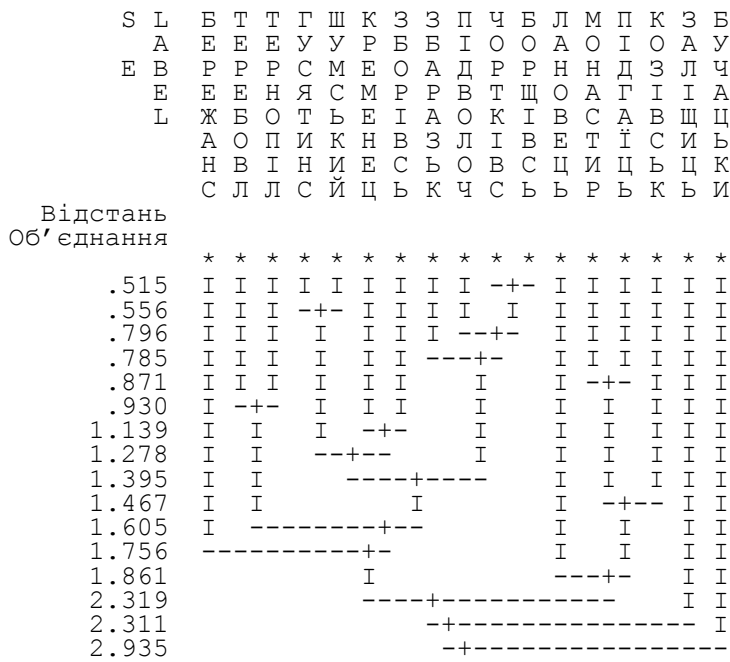 S L Б Т Т Г Ш К З З П Ч Б Л М П К З Б
A Е Е Е У У Р Б Б І О О А О І О А У
E B Р Р Р С М Е О А Д Р Р Н Н Д З Л Ч
E Е Е Н Я С М Р Р В Т Щ О А Г І І А
L Ж Б О Т Ь Е І А О К І В С А В Щ Ц
А О П И К Н В З Л І В Е Т Ї С И Ь
Н В І Н И Е С Ь О В С Ц И Ц Ь Ц К
С Л Л С Й Ц Ь К Ч С Ь Ь Р Ь К Ь И
Відстань
Об'єднання
* * * * * * * * * * * * * * * * *
.515 I I I I I I I I I -+- I I I I I I
.556 I I I -+- I I I I I I I I I I I
.796 I I I I I I I --+- I I I I I I
.785 I I I I I I ---+- I I I I I I
.871 I I I I I I I I -+- I I I
.930 I -+- I I I I I I I I I
1.139 I I I -+- I I I I I I
1.278 I I --+-- I I I I I I
1.395 I I ----+---- I I I I I
1.467 I I I I -+-- I I
1.605 I --------+-- I I I I
1.756 ----------+- I I I I
1.861 I ---+- I I
2.319 ----+----------- I I
2.311 -+--------------- I
2.935 -+----------------